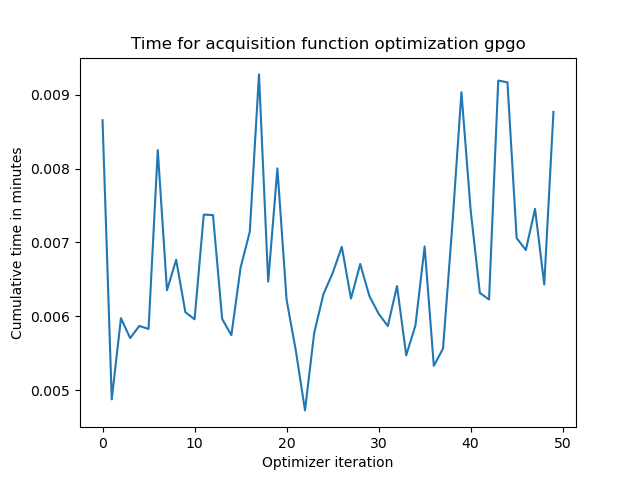 Time for acquisition function optimization gpgo
0.009
0.008
0.007
0.006
0.005
Cumulative time in minutes
0 10 20 30 40 50
Optimizer iteration